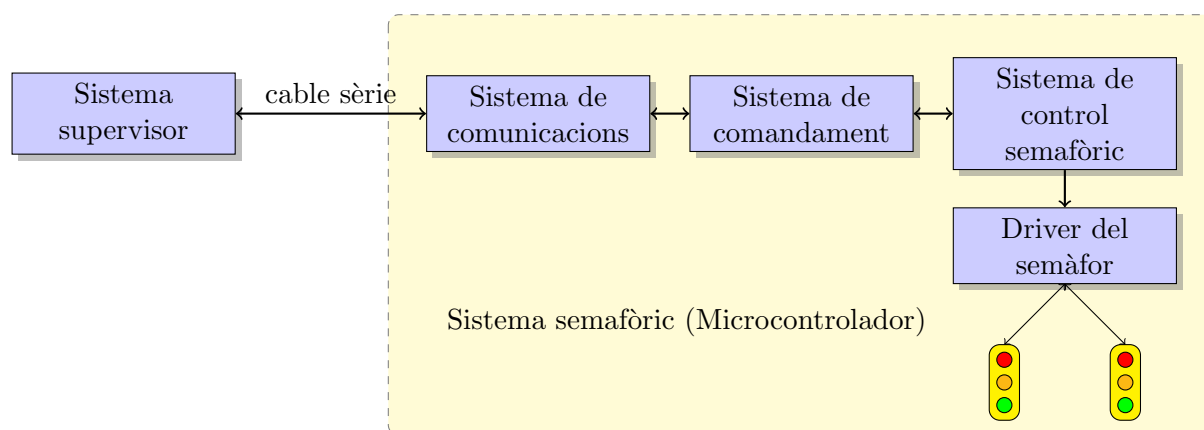 Sistema
supervisor
cable sèrie
Sistema de
comunicacions
Sistema de
comandament
Sistema de
control
semafòric
Driver del
semàfor
Sistema semafòric (Microcontrolador)